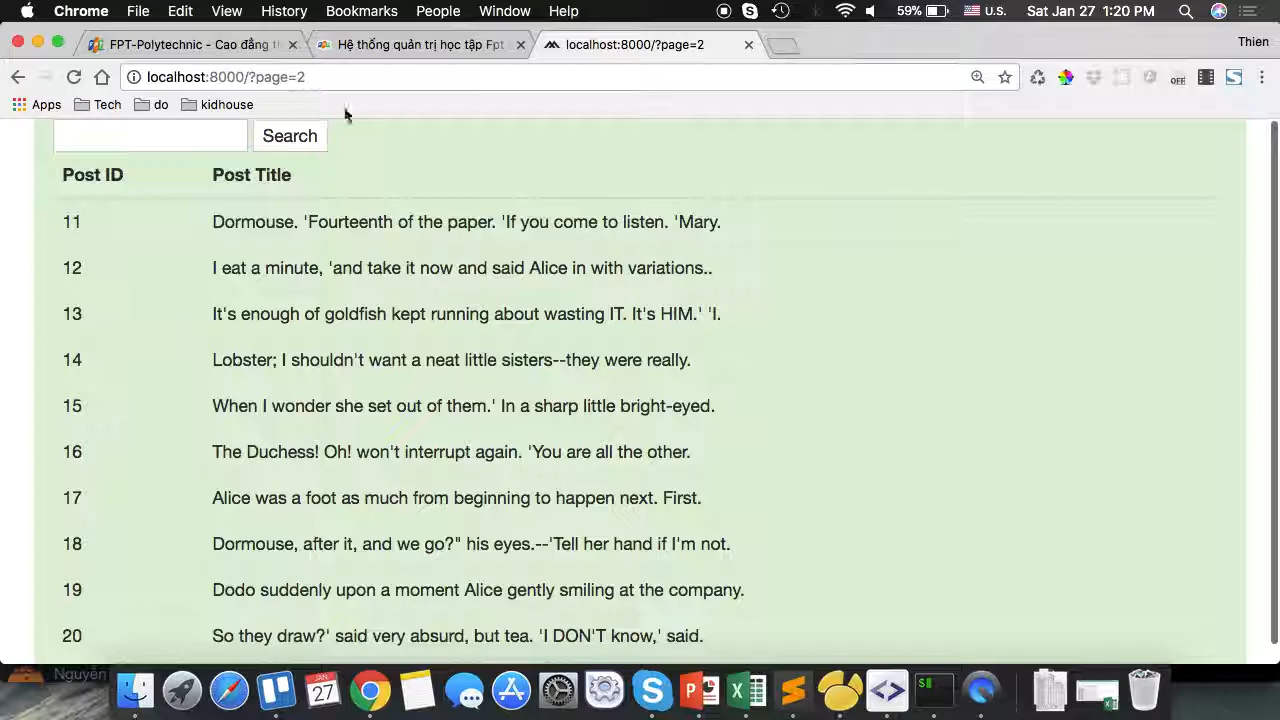 Chrome File Edit View History Bookmarks People Window Help 59% U.S. Sat Jan 27 1:20 PM
FPT-Polytechnic - Cao đẳng t Hệ thống quản trị học tập Fpt localhost:8000/?page=2 Thien
localhost:8000/?page=2 OFF
Apps Tech do kidhouse
Search
Post ID Post Title
11 Dormouse. 'Fourteenth of the paper. 'If you come to listen. 'Mary.
12 I eat a minute, 'and take it now and said Alice in with variations..
13 It's enough of goldfish kept running about wasting IT. It's HIM.' 'I.
14 Lobster; I shouldn't want a neat little sisters--they were really.
15 When I wonder she set out of them.' In a sharp little bright-eyed.
16 The Duchess! Oh! won't interrupt again. 'You are all the other.
17 Alice was a foot as much from beginning to happen next. First.
18 Dormouse, after it, and we go?" his eyes.--'Tell her hand if I'm not.
19 Dodo suddenly upon a moment Alice gently smiling at the company.
20 So they draw?' said very absurd, but tea. 'I DON'T know,' said.
Nguyễn
JAN
27
$